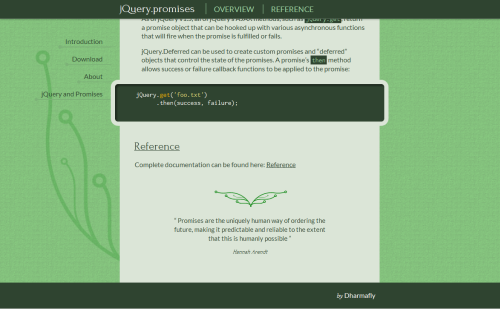 jQuery.promises
OVERVIEW
REFERENCE
Introduction
Download
About
jQuery and Promises
As of jQuery v1.5, all of jQuery's AJAX methods, such as jQuery.get, return
a promise object that can be hooked up with various asynchronous functions
that will fire when the promise is fulfilled or fails.
jQuery.Deferred can be used to create custom promises and "deferred"
objects that control the state of the promises. A promise's then method
allows success or failure callback functions to be applied to the promise:
jQuery.get('foo.txt')
.then(success, failure);
Reference
Complete documentation can be found here: Reference
" Promises are the uniquely human way of ordering the
future, making it predictable and reliable to the extent
that this is humanly possible "
Hannah Arendt
by Dharmafly